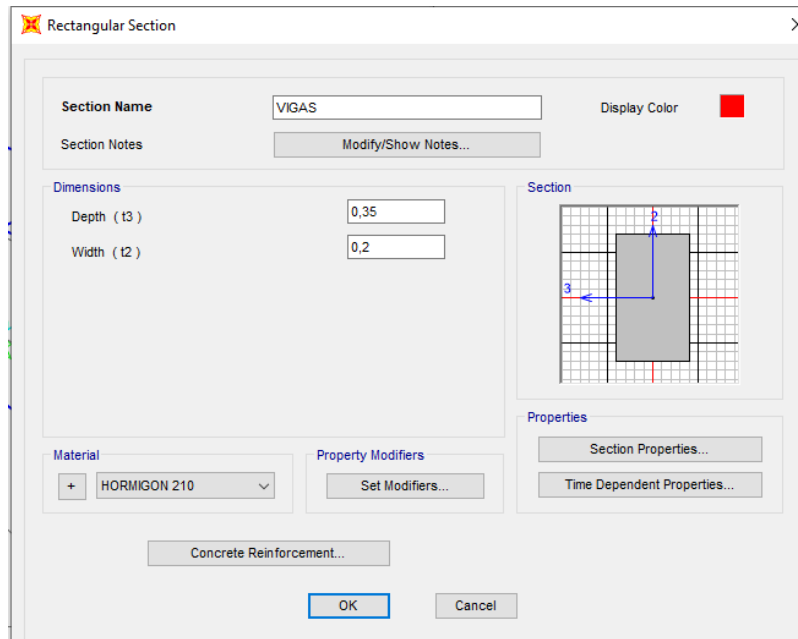 Rectangular Section
Section Name VIGAS Display Color
Section Notes Modify/Show Notes...
Dimensions
Depth ( t3 ) 0,35
Width ( t2 ) 0,2
Section
2
3
Properties
Section Properties...
Time Dependent Properties...
Material
+ HORMIGON 210
Property Modifiers
Set Modifiers...
Concrete Reinforcement...
OK Cancel